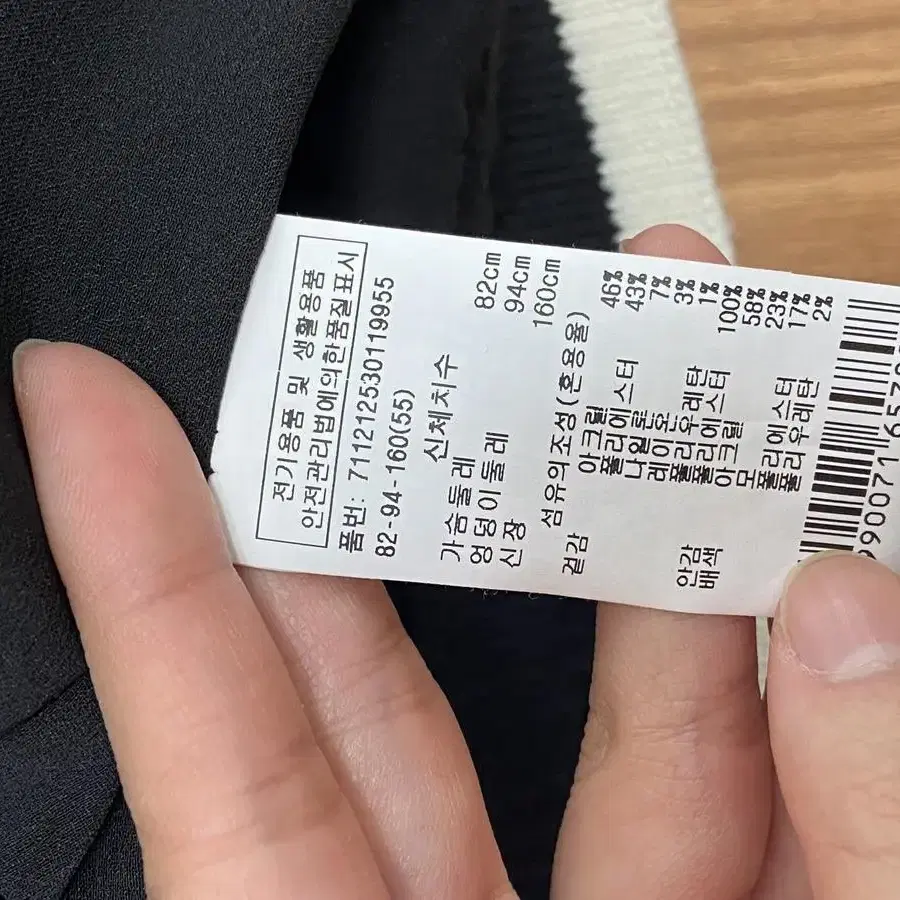 전기용품 및 생활용품
안전관리법에의한품질표시
품번: 711212530119955
82-94-160(55)
신체치수
가슴둘레 82cm
엉덩이둘레 94cm
신장 160cm
섬유의조성(혼용율)
겉감 아크릴 46%
폴리에스터 43%
나일론 7%
레이온 3%
폴리우레탄 1%
안감 폴리에스터 100%
배색 아크릴 58%
모 23%
폴리에스터 17%
폴리우레탄 2%